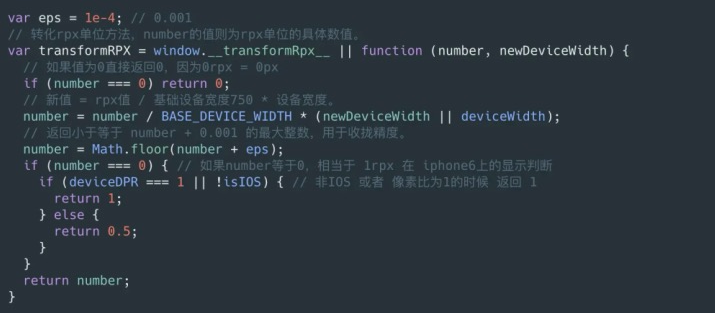 var eps = 1e-4; // 0.001
// 转化rpx单位方法，number的值则为rpx单位的具体数值。
var transformRPX = window.__transformRpx__ || function (number, newDeviceWidth) {
  // 如果值为0直接返回0，因为0rpx = 0px
  if (number === 0) return 0;
  // 新值 = rpx值 / 基础设备宽度750 * 设备宽度。
  number = number / BASE_DEVICE_WIDTH * (newDeviceWidth || deviceWidth);
  // 返回小于等于 number + 0.001 的最大整数，用于收拢精度。
  number = Math.floor(number + eps);
  if (number === 0) { // 如果number等于0，相当于 1rpx 在 iphone6上的显示判断
    if (deviceDPR === 1 || !isIOS) { // 非IOS 或者 像素比为1的时候 返回 1
      return 1;
    } else {
      return 0.5;
    }
  }
  return number;
}